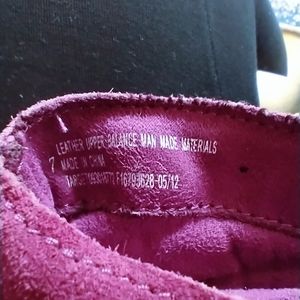 LEATHER UPPER BALANCE MAN MADE MATERIALS
7 MADE IN CHINA
05/12